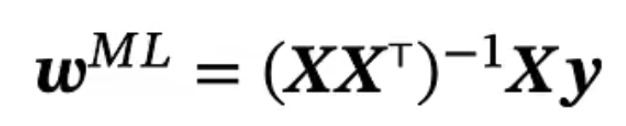 w^{ML} = (XX^⊤)^{−1}Xy